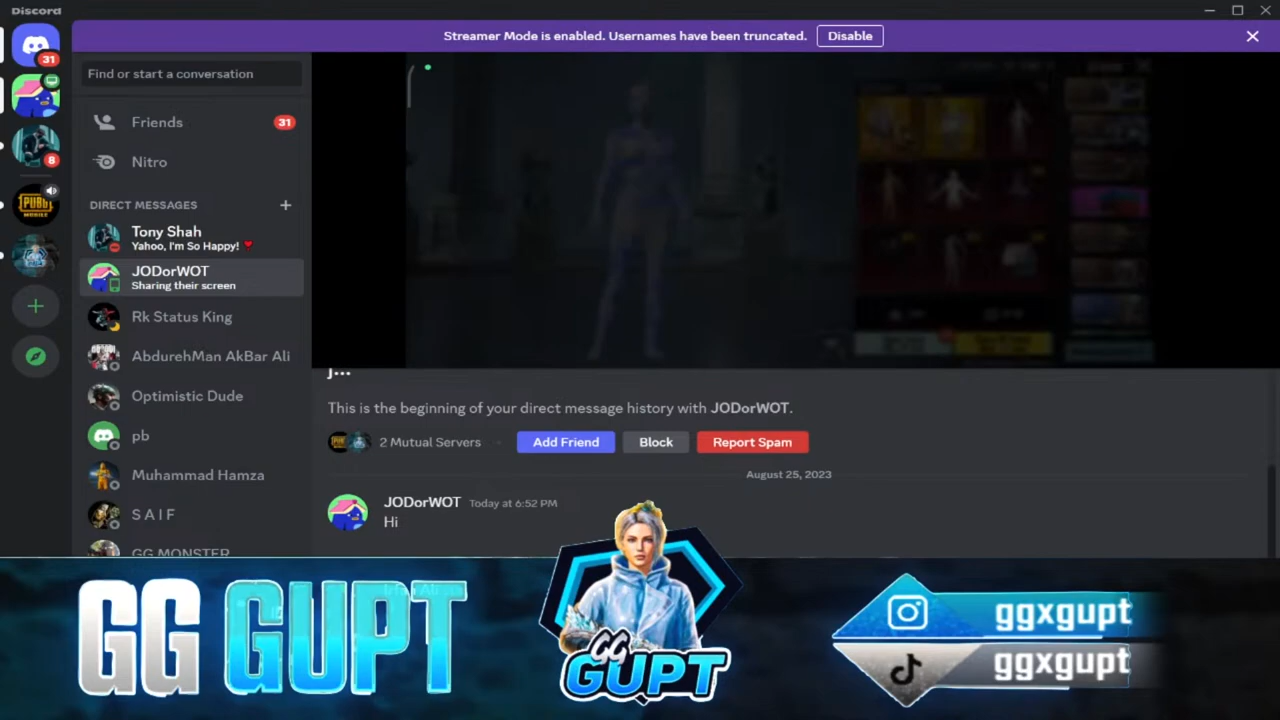 Discord
Streamer Mode is enabled. Usernames have been truncated.
Disable
31
Find or start a conversation
Friends
31
8
Nitro
DIRECT MESSAGES
PUBG
MOBILE
Tony Shah
Yahoo, I'm So Happy!
JODorWOT
Sharing their screen
Rk Status King
AbdurehMan AkBar Ali
Optimistic Dude
pb
Muhammad Hamza
S A I F
GG MONSTER
J...
This is the beginning of your direct message history with JODorWOT.
2 Mutual Servers
Add Friend
Block
Report Spam
August 25, 2023
JODorWOT Today at 6:52 PM
Hi
GG GUPT
GG
GUPT
ggxgupt
ggxgupt